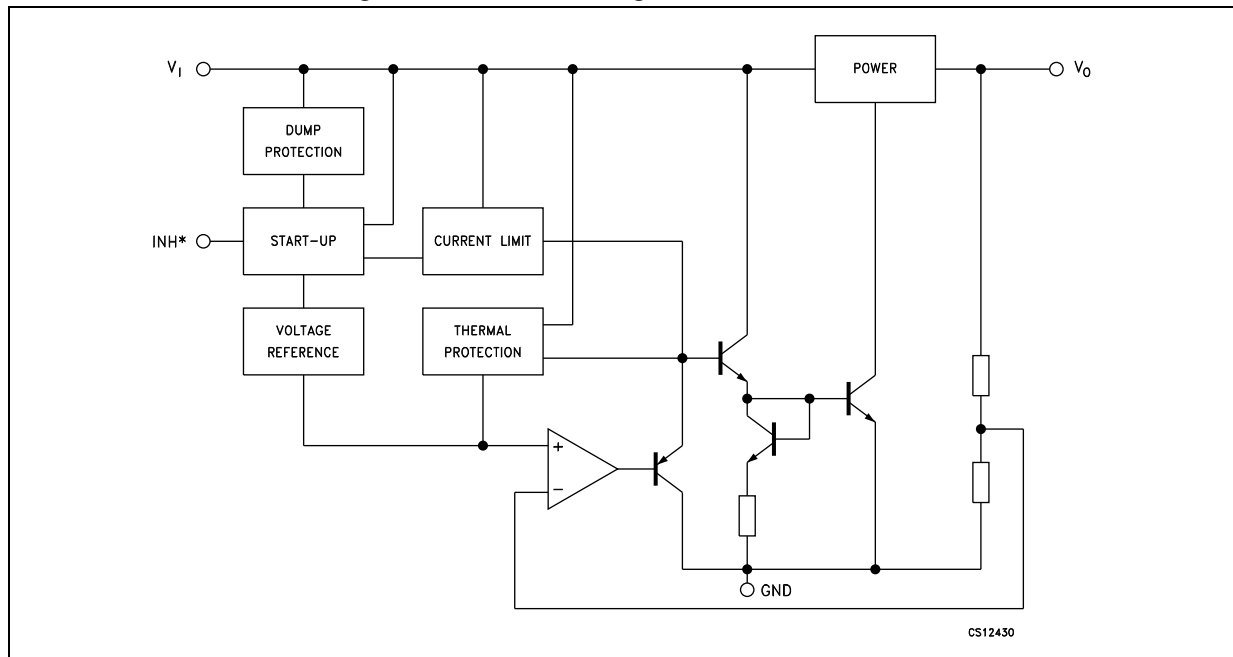 V_I
POWER
V_O
DUMP
PROTECTION
INH*
START-UP
CURRENT LIMIT
VOLTAGE
REFERENCE
THERMAL
PROTECTION
+
−
GND
CS12430